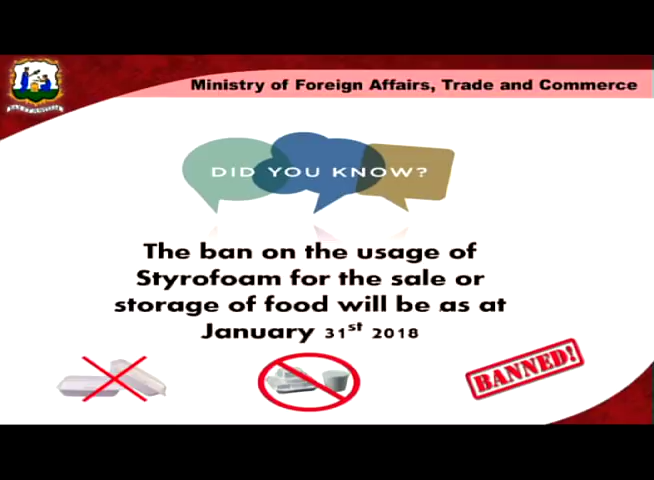 Ministry of Foreign Affairs, Trade and Commerce
DID YOU KNOW?
The ban on the usage of
Styrofoam for the sale or
storage of food will be as at
January 31st 2018
BANNED!